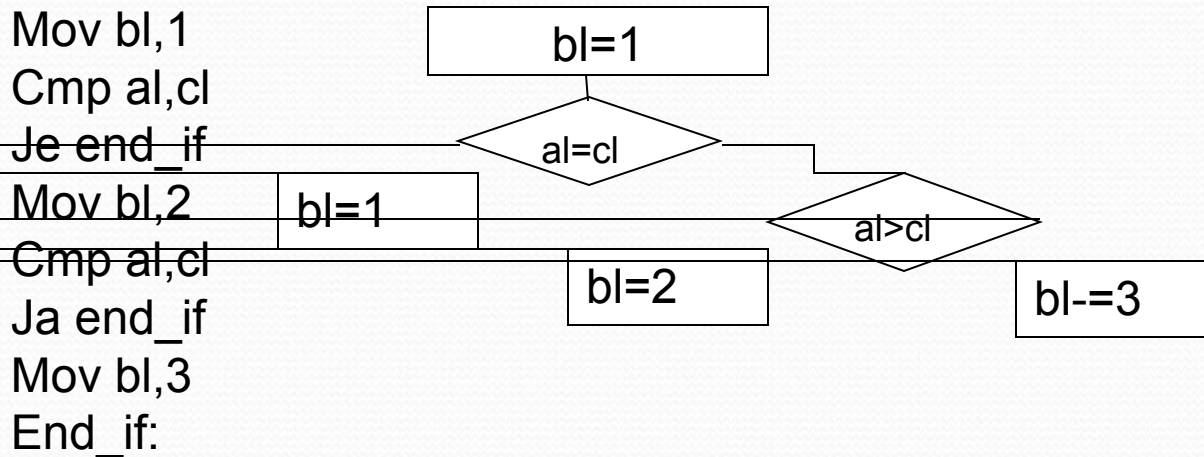 Mov bl,1
Cmp al,cl
Je end_if
Mov bl,2
Cmp al,cl
Ja end_if
Mov bl,3
End_if:
bl=1
al=cl
bl=1
al>cl
bl=2
bl-=3